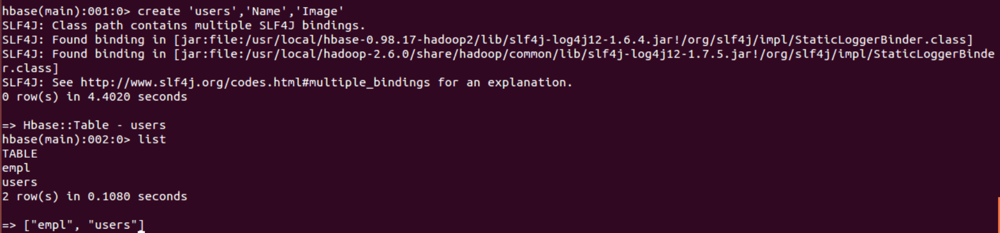 hbase(main):001:0> create 'users','Name','Image'
SLF4J: Class path contains multiple SLF4J bindings.
SLF4J: Found binding in [jar:file:/usr/local/hbase-0.98.17-hadoop2/lib/slf4j-log4j12-1.6.4.jar!/org/slf4j/impl/StaticLoggerBinder.class]
SLF4J: Found binding in [jar:file:/usr/local/hadoop-2.6.0/share/hadoop/common/lib/slf4j-log4j12-1.7.5.jar!/org/slf4j/impl/StaticLoggerBinde
r.class]
SLF4J: See http://www.slf4j.org/codes.html#multiple_bindings for an explanation.
0 row(s) in 4.4020 seconds
=> Hbase::Table - users
hbase(main):002:0> list
TABLE
empl
users
2 row(s) in 0.1080 seconds
=> ["empl", "users"]